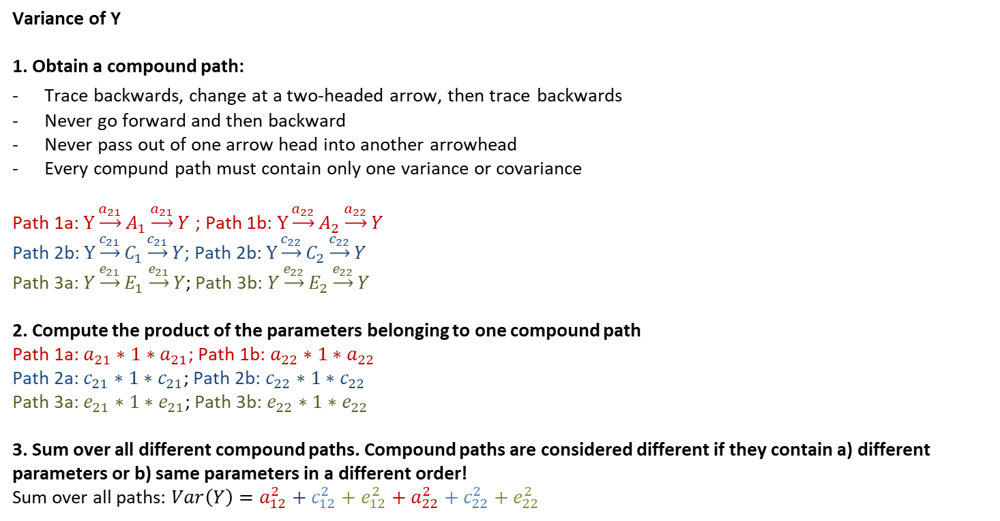 Variance of Y
1. Obtain a compound path:
- Trace backwards, change at a two-headed arrow, then trace backwards
- Never go forward and then backward
- Never pass out of one arrow head into another arrowhead
- Every compund path must contain only one variance or covariance
Path 1a: Y \xrightarrow{a_{21}} A_1 \xrightarrow{a_{21}} Y ; Path 1b: Y \xrightarrow{a_{22}} A_2 \xrightarrow{a_{22}} Y
Path 2b: Y \xrightarrow{c_{21}} C_1 \xrightarrow{c_{21}} Y; Path 2b: Y \xrightarrow{c_{22}} C_2 \xrightarrow{c_{22}} Y
Path 3a: Y \xrightarrow{e_{21}} E_1 \xrightarrow{e_{21}} Y; Path 3b: Y \xrightarrow{e_{22}} E_2 \xrightarrow{e_{22}} Y
2. Compute the product of the parameters belonging to one compound path
Path 1a: a_{21} * 1 * a_{21}; Path 1b: a_{22} * 1 * a_{22}
Path 2a: c_{21} * 1 * c_{21}; Path 2b: c_{22} * 1 * c_{22}
Path 3a: e_{21} * 1 * e_{21}; Path 3b: e_{22} * 1 * e_{22}
3. Sum over all different compound paths. Compound paths are considered different if they contain a) different
parameters or b) same parameters in a different order!
Sum over all paths: Var(Y) = a_{12}^2 + c_{12}^2 + e_{12}^2 + a_{22}^2 + c_{22}^2 + e_{22}^2